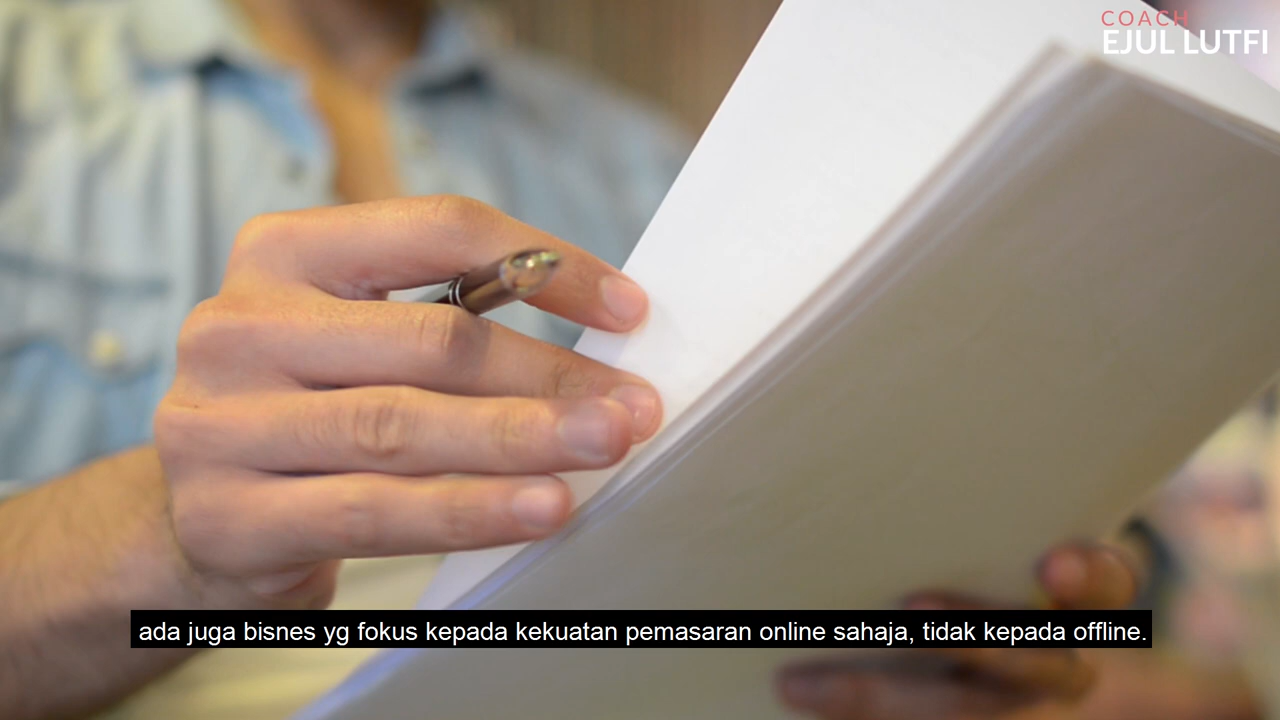 COACH
EJUL LUTFI
ada juga bisnes yg fokus kepada kekuatan pemasaran online sahaja, tidak kepada offline.